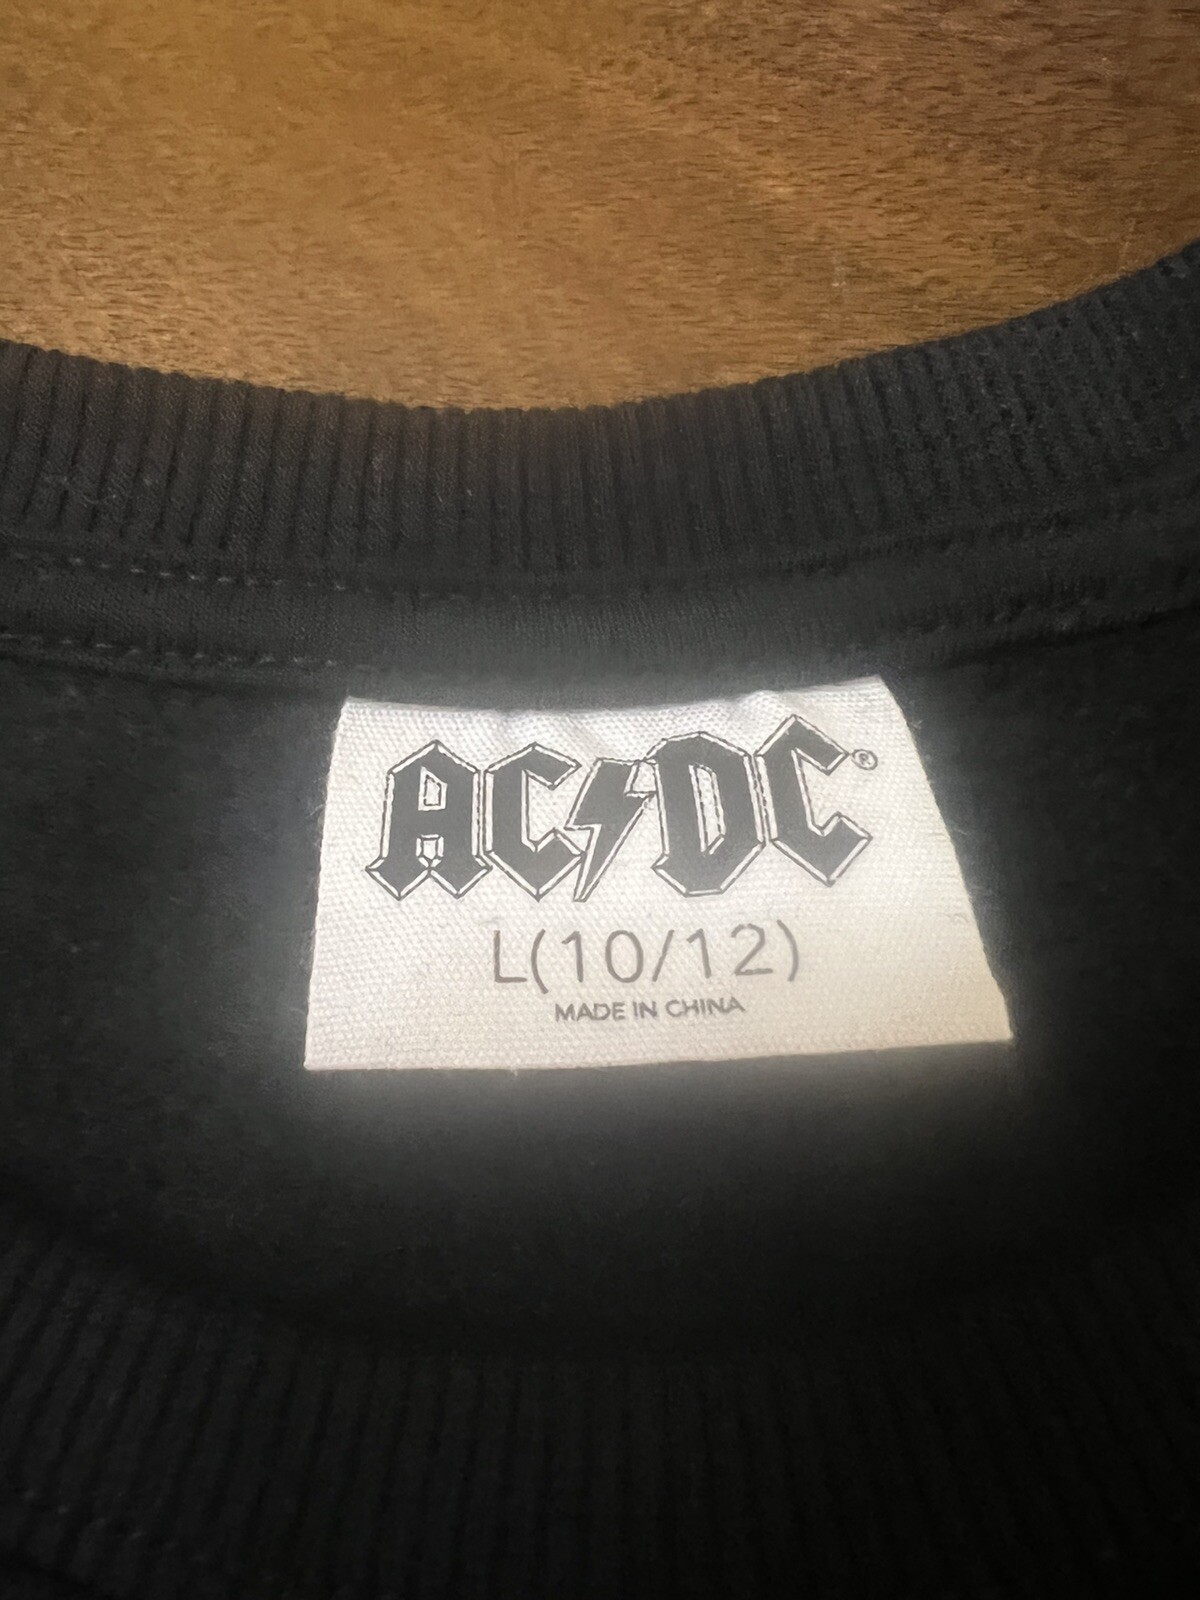 AC⚡DC®
L(10/12)
MADE IN CHINA